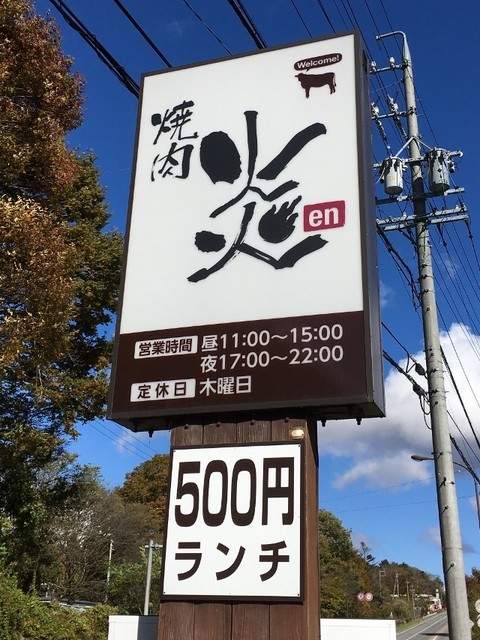 Welcome!
焼肉
炎
en
営業時間 昼11:00～15:00
夜17:00～22:00
定休日 木曜日
500円
ランチ